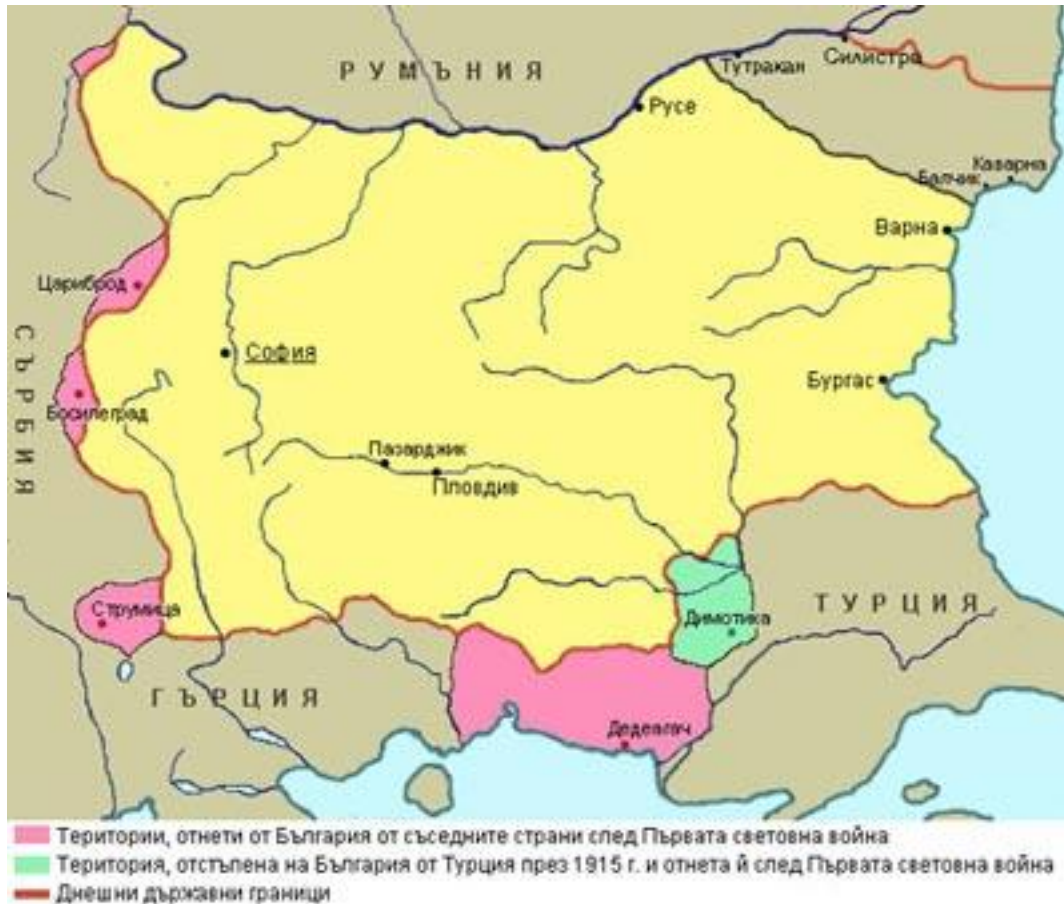 РУМЪНИЯ
Тутракан
Силистра
Русе
Каварна
Балчик
Варна
Цариброд
СЪРБИЯ
София
Бургас
Босилеград
Пазарджик
Пловдив
Струмица
ТУРЦИЯ
Димотика
ГЪРЦИЯ
Дедеагач
Територии, отнети от България от съседните страни след Първата световна война
Територия, отстъпена на България от Турция през 1915 г. и отнета ѝ след Първата световна война
Днешни държавни граници